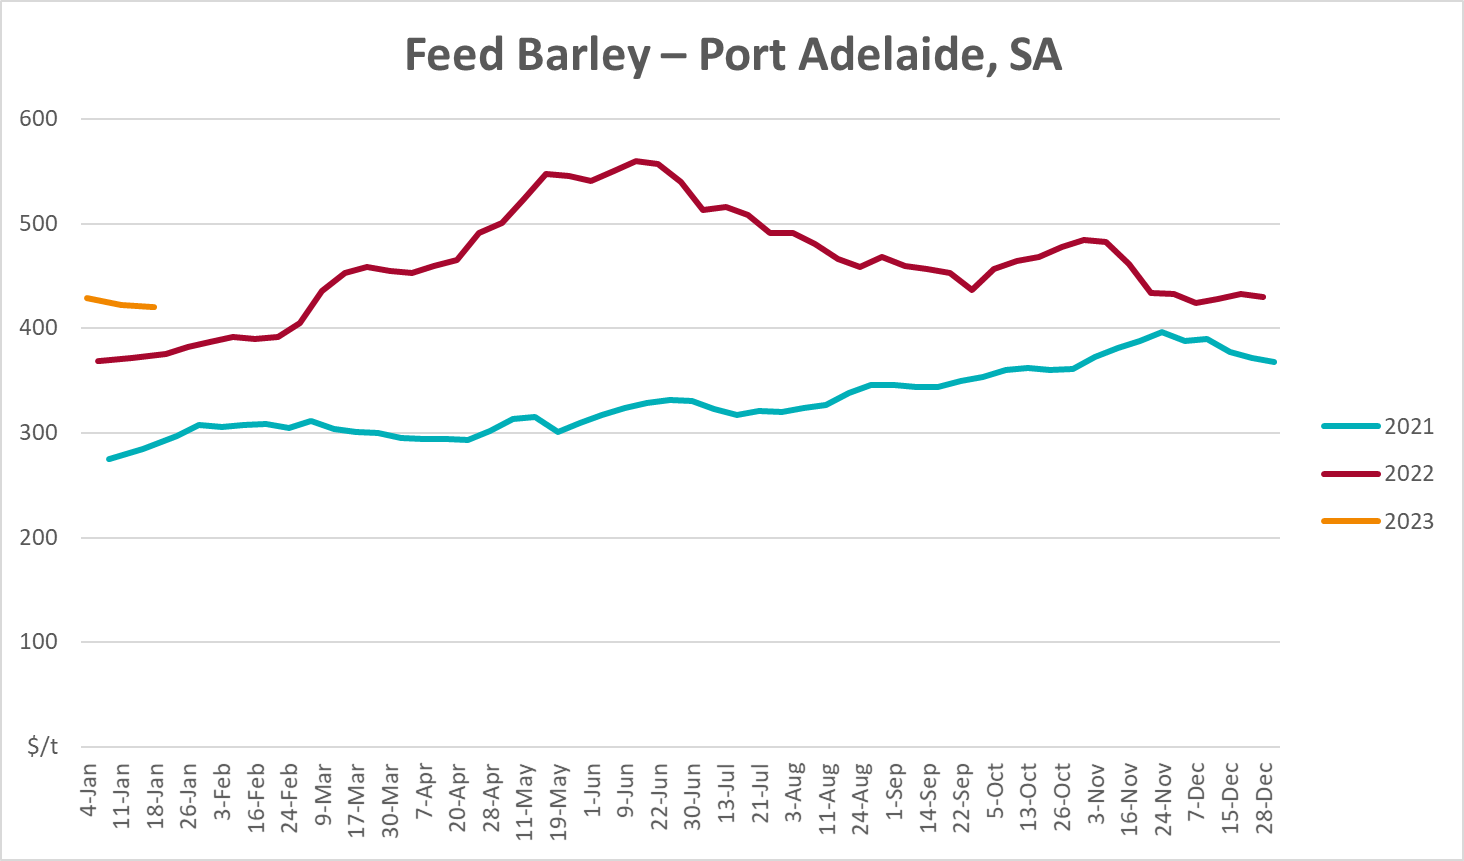 Feed Barley – Port Adelaide, SA
600
500
400
300
200
100
$/t
2021
2022
2023
4-Jan
11-Jan
18-Jan
26-Jan
3-Feb
16-Feb
24-Feb
9-Mar
17-Mar
30-Mar
7-Apr
20-Apr
28-Apr
11-May
19-May
1-Jun
9-Jun
22-Jun
30-Jun
13-Jul
21-Jul
3-Aug
11-Aug
24-Aug
1-Sep
14-Sep
22-Sep
5-Oct
13-Oct
26-Oct
3-Nov
16-Nov
24-Nov
7-Dec
15-Dec
28-Dec